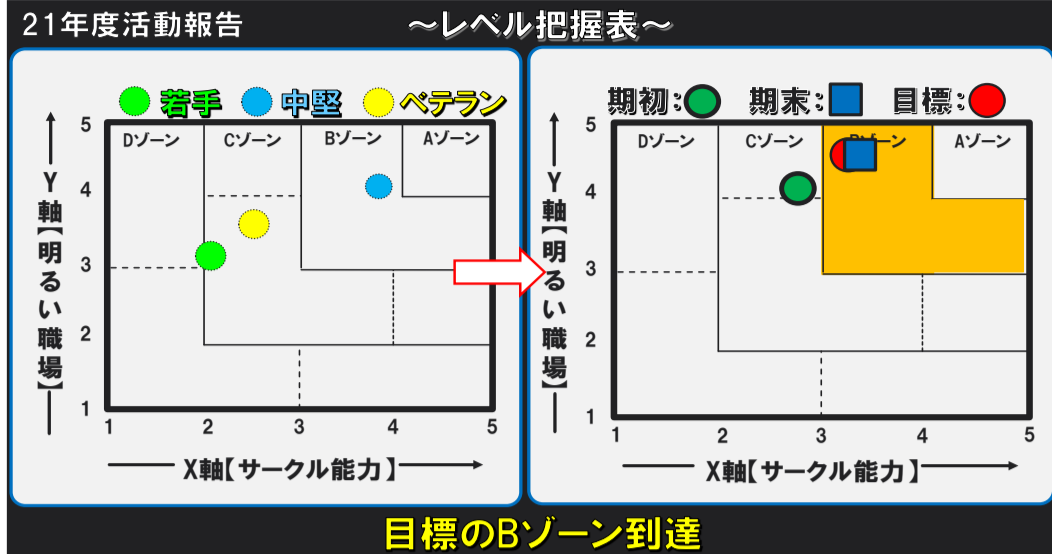 21年度活動報告
～レベル把握表～
若手 中堅 ベテラン
Dゾーン Cゾーン Bゾーン Aゾーン
5
4
3
2
1
Y軸【明るい職場】
1 2 3 4 5
X軸【サークル能力】
期初: 期末: 目標:
Dゾーン Cゾーン Bゾーン Aゾーン
5
4
3
2
1
Y軸【明るい職場】
1 2 3 4 5
X軸【サークル能力】
目標のBゾーン到達